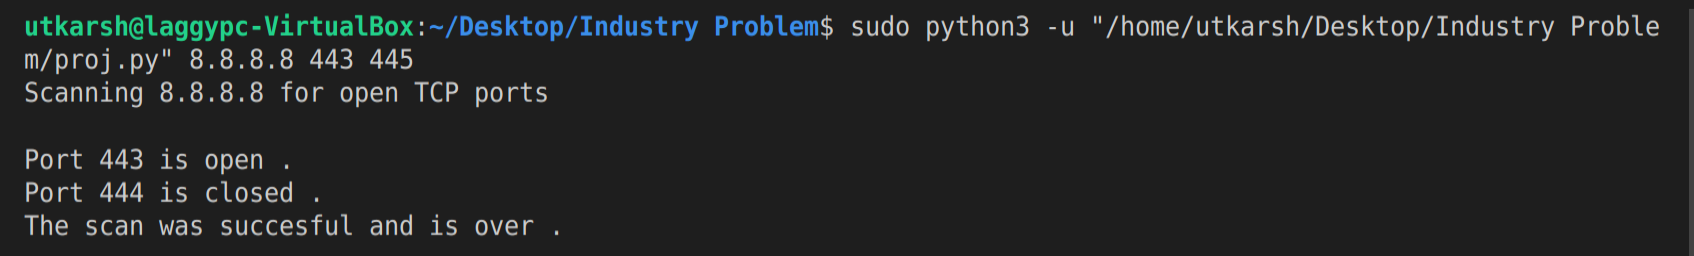 utkarsh@laggypc-VirtualBox:~/Desktop/Industry Problem$ sudo python3 -u "/home/utkarsh/Desktop/Industry Proble
m/proj.py" 8.8.8.8 443 445
Scanning 8.8.8.8 for open TCP ports
Port 443 is open .
Port 444 is closed .
The scan was succesful and is over .